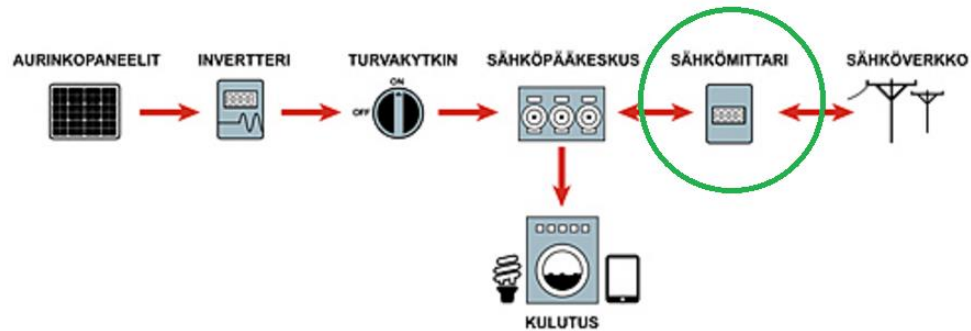 AURINKOPANEELIT
INVERTTERI
TURVAKYTKIN
SÄHKÖPÄÄKESKUS
SÄHKÖMITTARI
SÄHKÖVERKKO
ON
OFF
KULUTUS